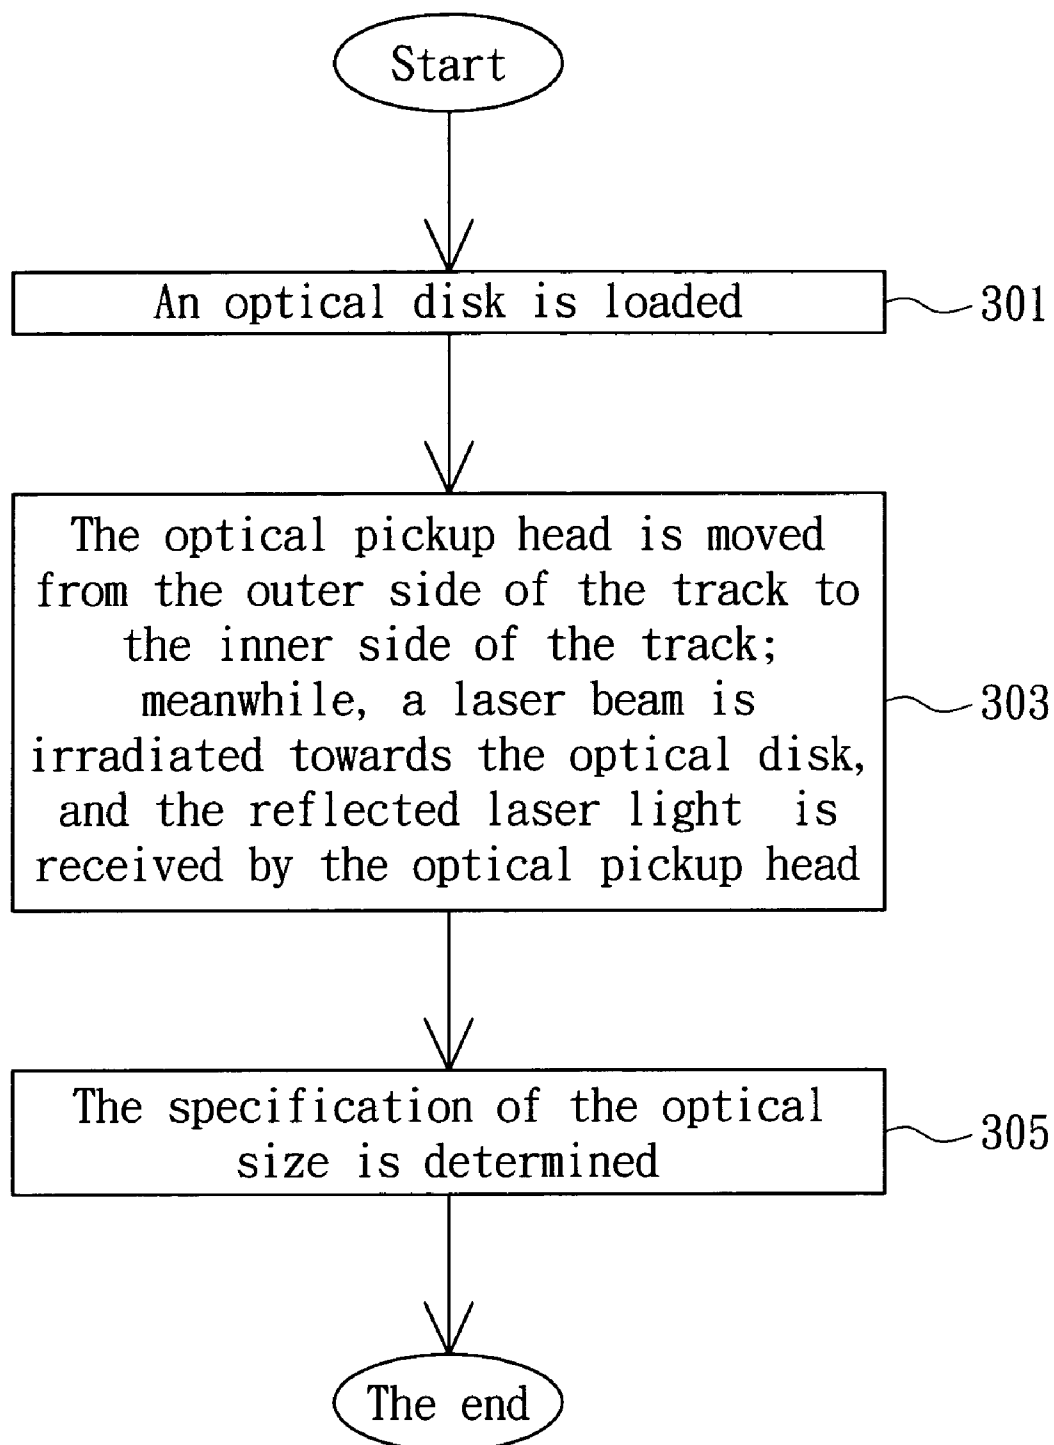 Start
An optical disk is loaded
301
The optical pickup head is moved
from the outer side of the track to
the inner side of the track;
meanwhile, a laser beam is
irradiated towards the optical disk,
and the reflected laser light is
received by the optical pickup head
303
The specification of the optical
size is determined
305
The end